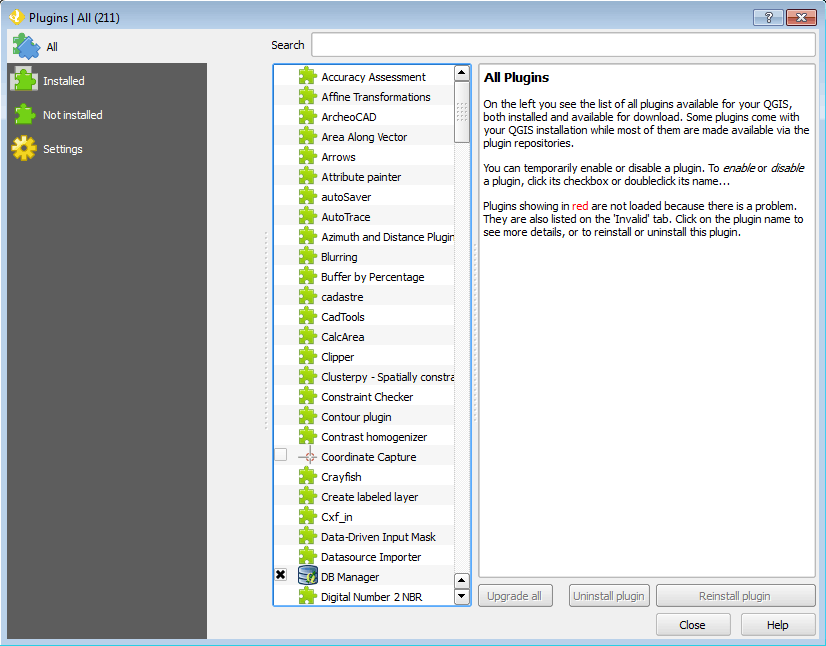 Plugins | All (211)
All
Installed
Not installed
Settings
Search
Accuracy Assessment
Affine Transformations
ArcheoCAD
Area Along Vector
Arrows
Attribute painter
autoSaver
AutoTrace
Azimuth and Distance Plugin
Blurring
Buffer by Percentage
cadastre
CadTools
CalcArea
Clipper
Clusterpy - Spatially constra
Constraint Checker
Contour plugin
Contrast homogenizer
Coordinate Capture
Crayfish
Create labeled layer
Cxf_in
Data-Driven Input Mask
Datasource Importer
DB Manager
Digital Number 2 NBR
All Plugins
On the left you see the list of all plugins available for your QGIS,
both installed and available for download. Some plugins come with
your QGIS installation while most of them are made available via the
plugin repositories.
You can temporarily enable or disable a plugin. To enable or disable
a plugin, click its checkbox or doubleclick its name...
Plugins showing in red are not loaded because there is a problem.
They are also listed on the 'Invalid' tab. Click on the plugin name to
see more details, or to reinstall or uninstall this plugin.
Upgrade all
Uninstall plugin
Reinstall plugin
Close
Help